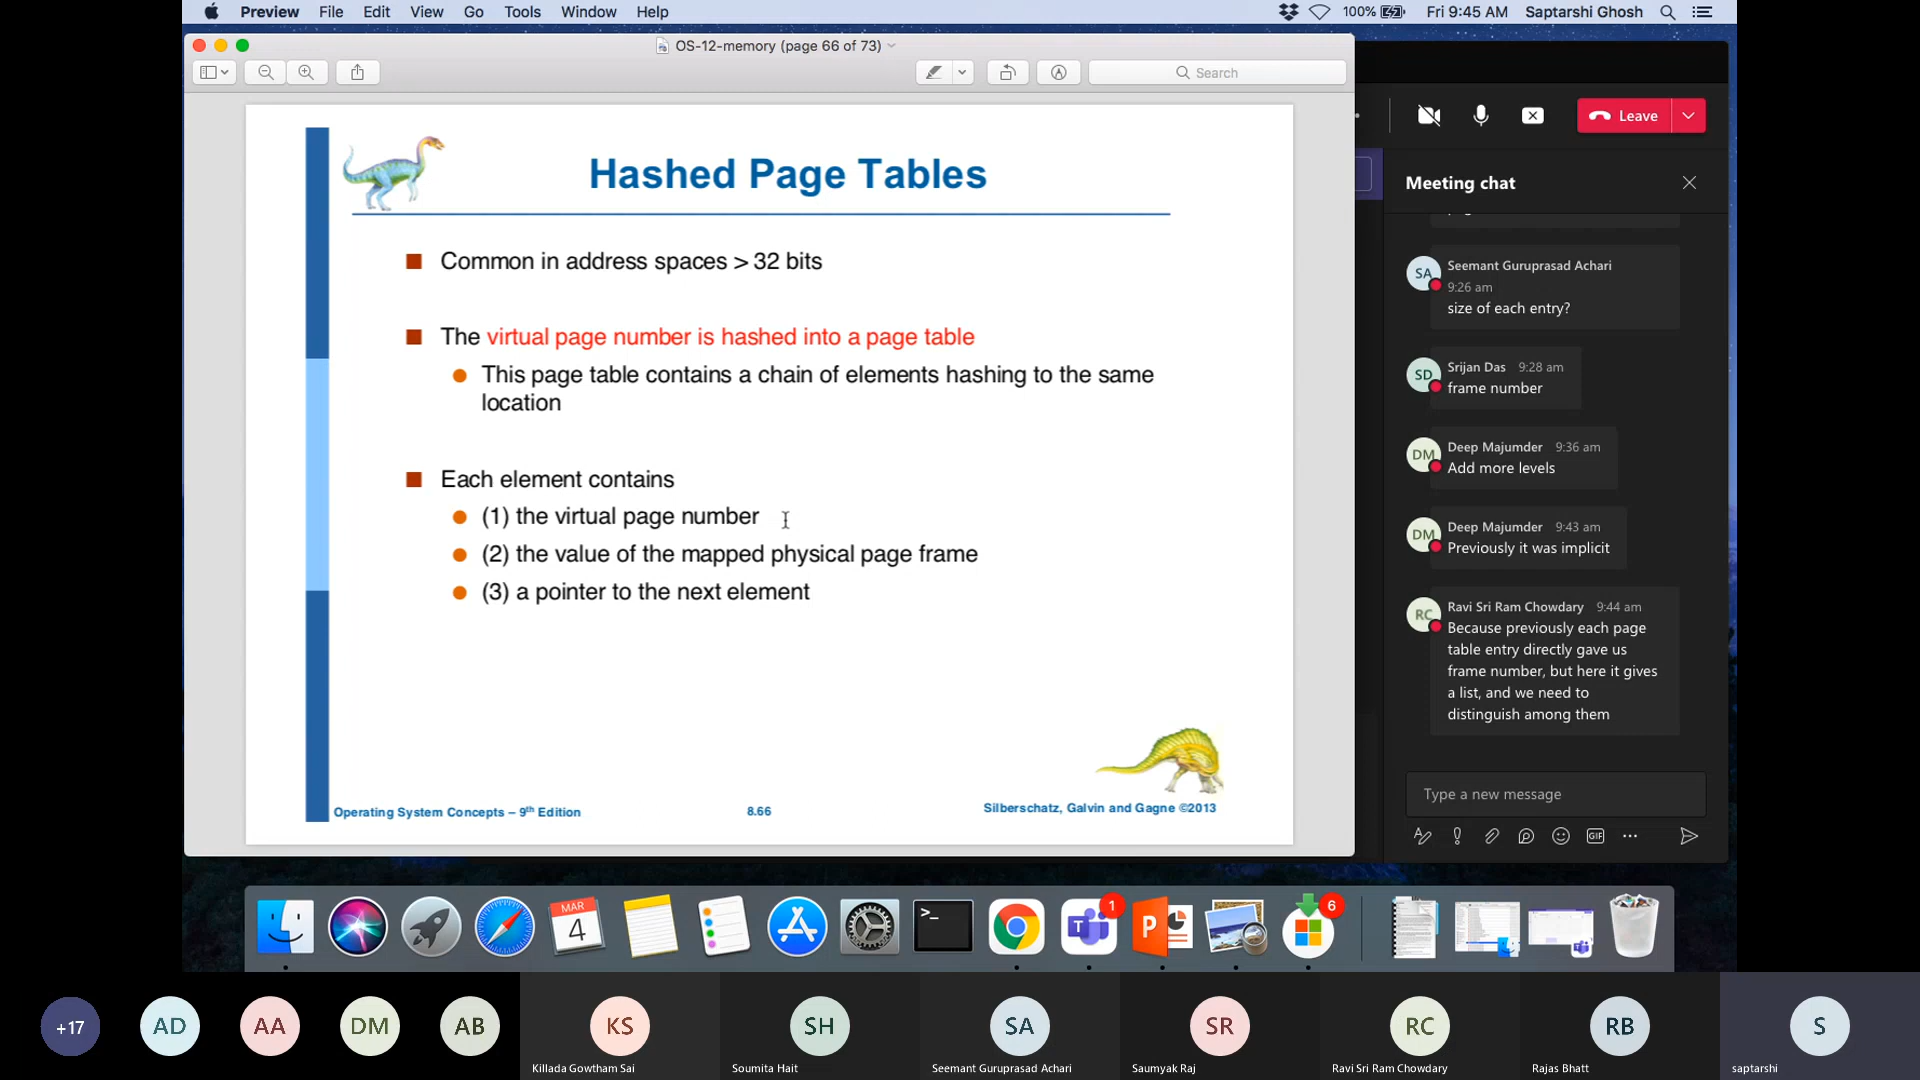 Preview File Edit View Go Tools Window Help
100% Fri 9:45 AM Saptarshi Ghosh
OS-12-memory (page 66 of 73)
Search
Hashed Page Tables
Common in address spaces > 32 bits
The virtual page number is hashed into a page table
This page table contains a chain of elements hashing to the same
location
Each element contains
(1) the virtual page number
(2) the value of the mapped physical page frame
(3) a pointer to the next element
Operating System Concepts – 9th Edition
8.66
Silberschatz, Galvin and Gagne ©2013
Leave
Meeting chat
SA
Seemant Guruprasad Achari
9:26 am
size of each entry?
SD
Srijan Das 9:28 am
frame number
DM
Deep Majumder 9:36 am
Add more levels
DM
Deep Majumder 9:43 am
Previously it was implicit
RC
Ravi Sri Ram Chowdary 9:44 am
Because previously each page
table entry directly gave us
frame number, but here it gives
a list, and we need to
distinguish among them
Type a new message
GIF
MAR
4
>_
1
P
6
+17
AD
AA
DM
AB
KS
Killada Gowtham Sai
SH
Soumita Hait
SA
Seemant Guruprasad Achari
SR
Saumyak Raj
RC
Ravi Sri Ram Chowdary
RB
Rajas Bhatt
S
saptarshi